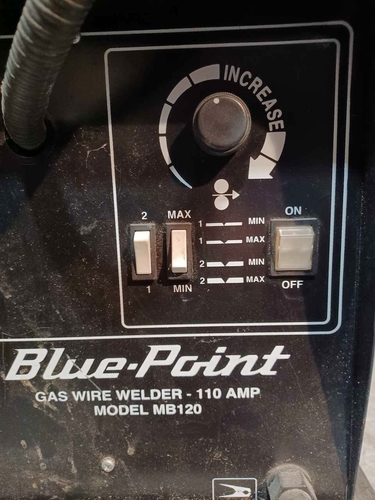 INCREASE
2 MAX 1 MIN ON
1 MAX
2 MIN
1 MIN 2 MAX OFF
Blue-Point
GAS WIRE WELDER - 110 AMP
MODEL MB120